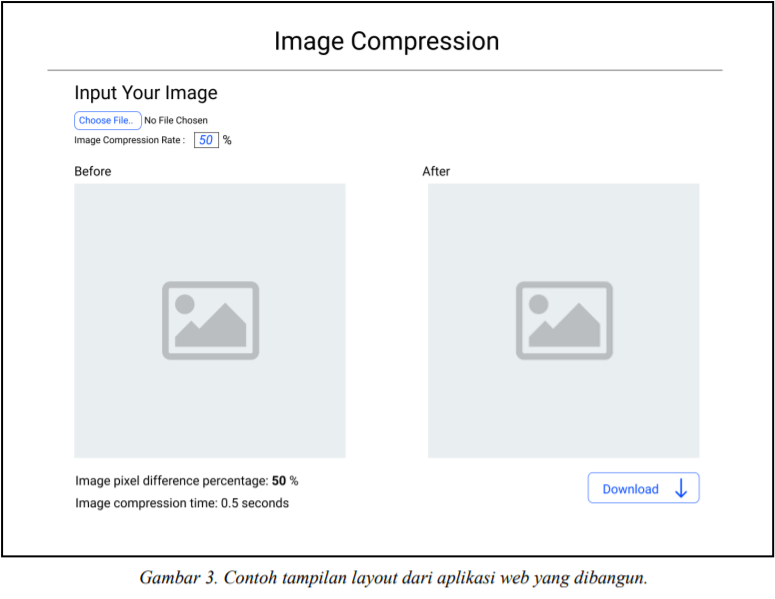 Image Compression
Input Your Image
Choose File.. No File Chosen
Image Compression Rate : 50 %
Before After
Image pixel difference percentage: 50 %
Image compression time: 0.5 seconds
Download
Gambar 3. Contoh tampilan layout dari aplikasi web yang dibangun.